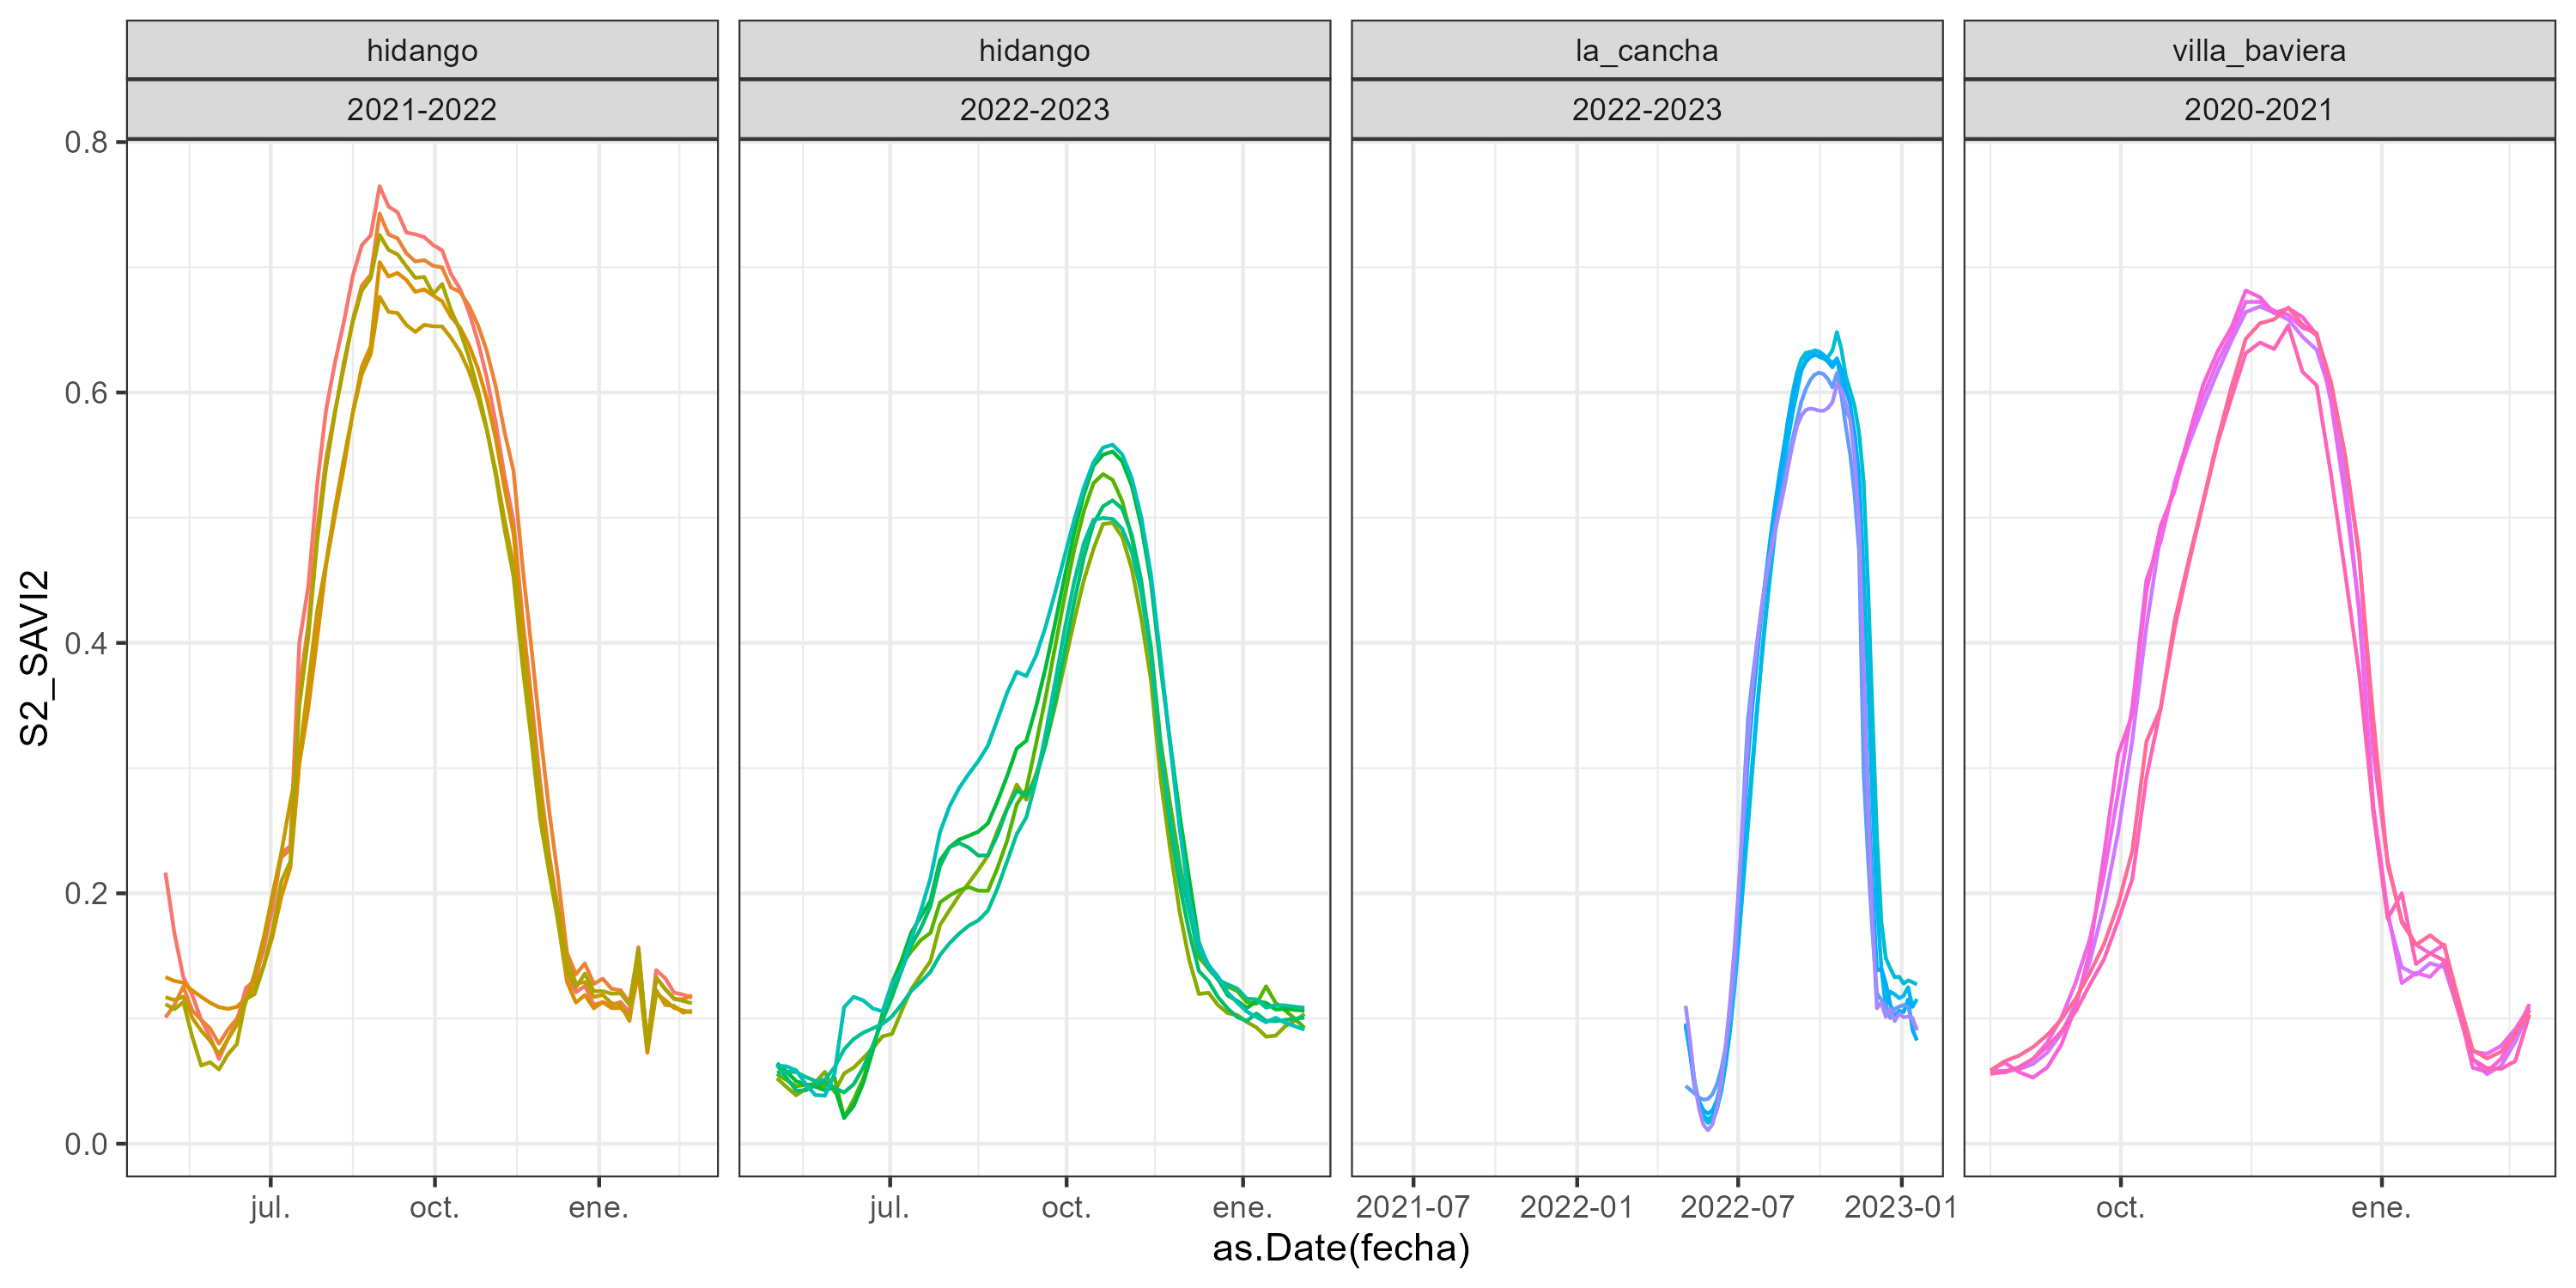 hidango
hidango
la_cancha
villa_baviera
2021-2022
2022-2023
2022-2023
2020-2021
S2_SAVI2
0.8
0.6
0.4
0.2
0.0
jul.
oct.
ene.
jul.
oct.
ene.
2021-07
2022-01
2022-07
2023-01
oct.
ene.
as.Date(fecha)